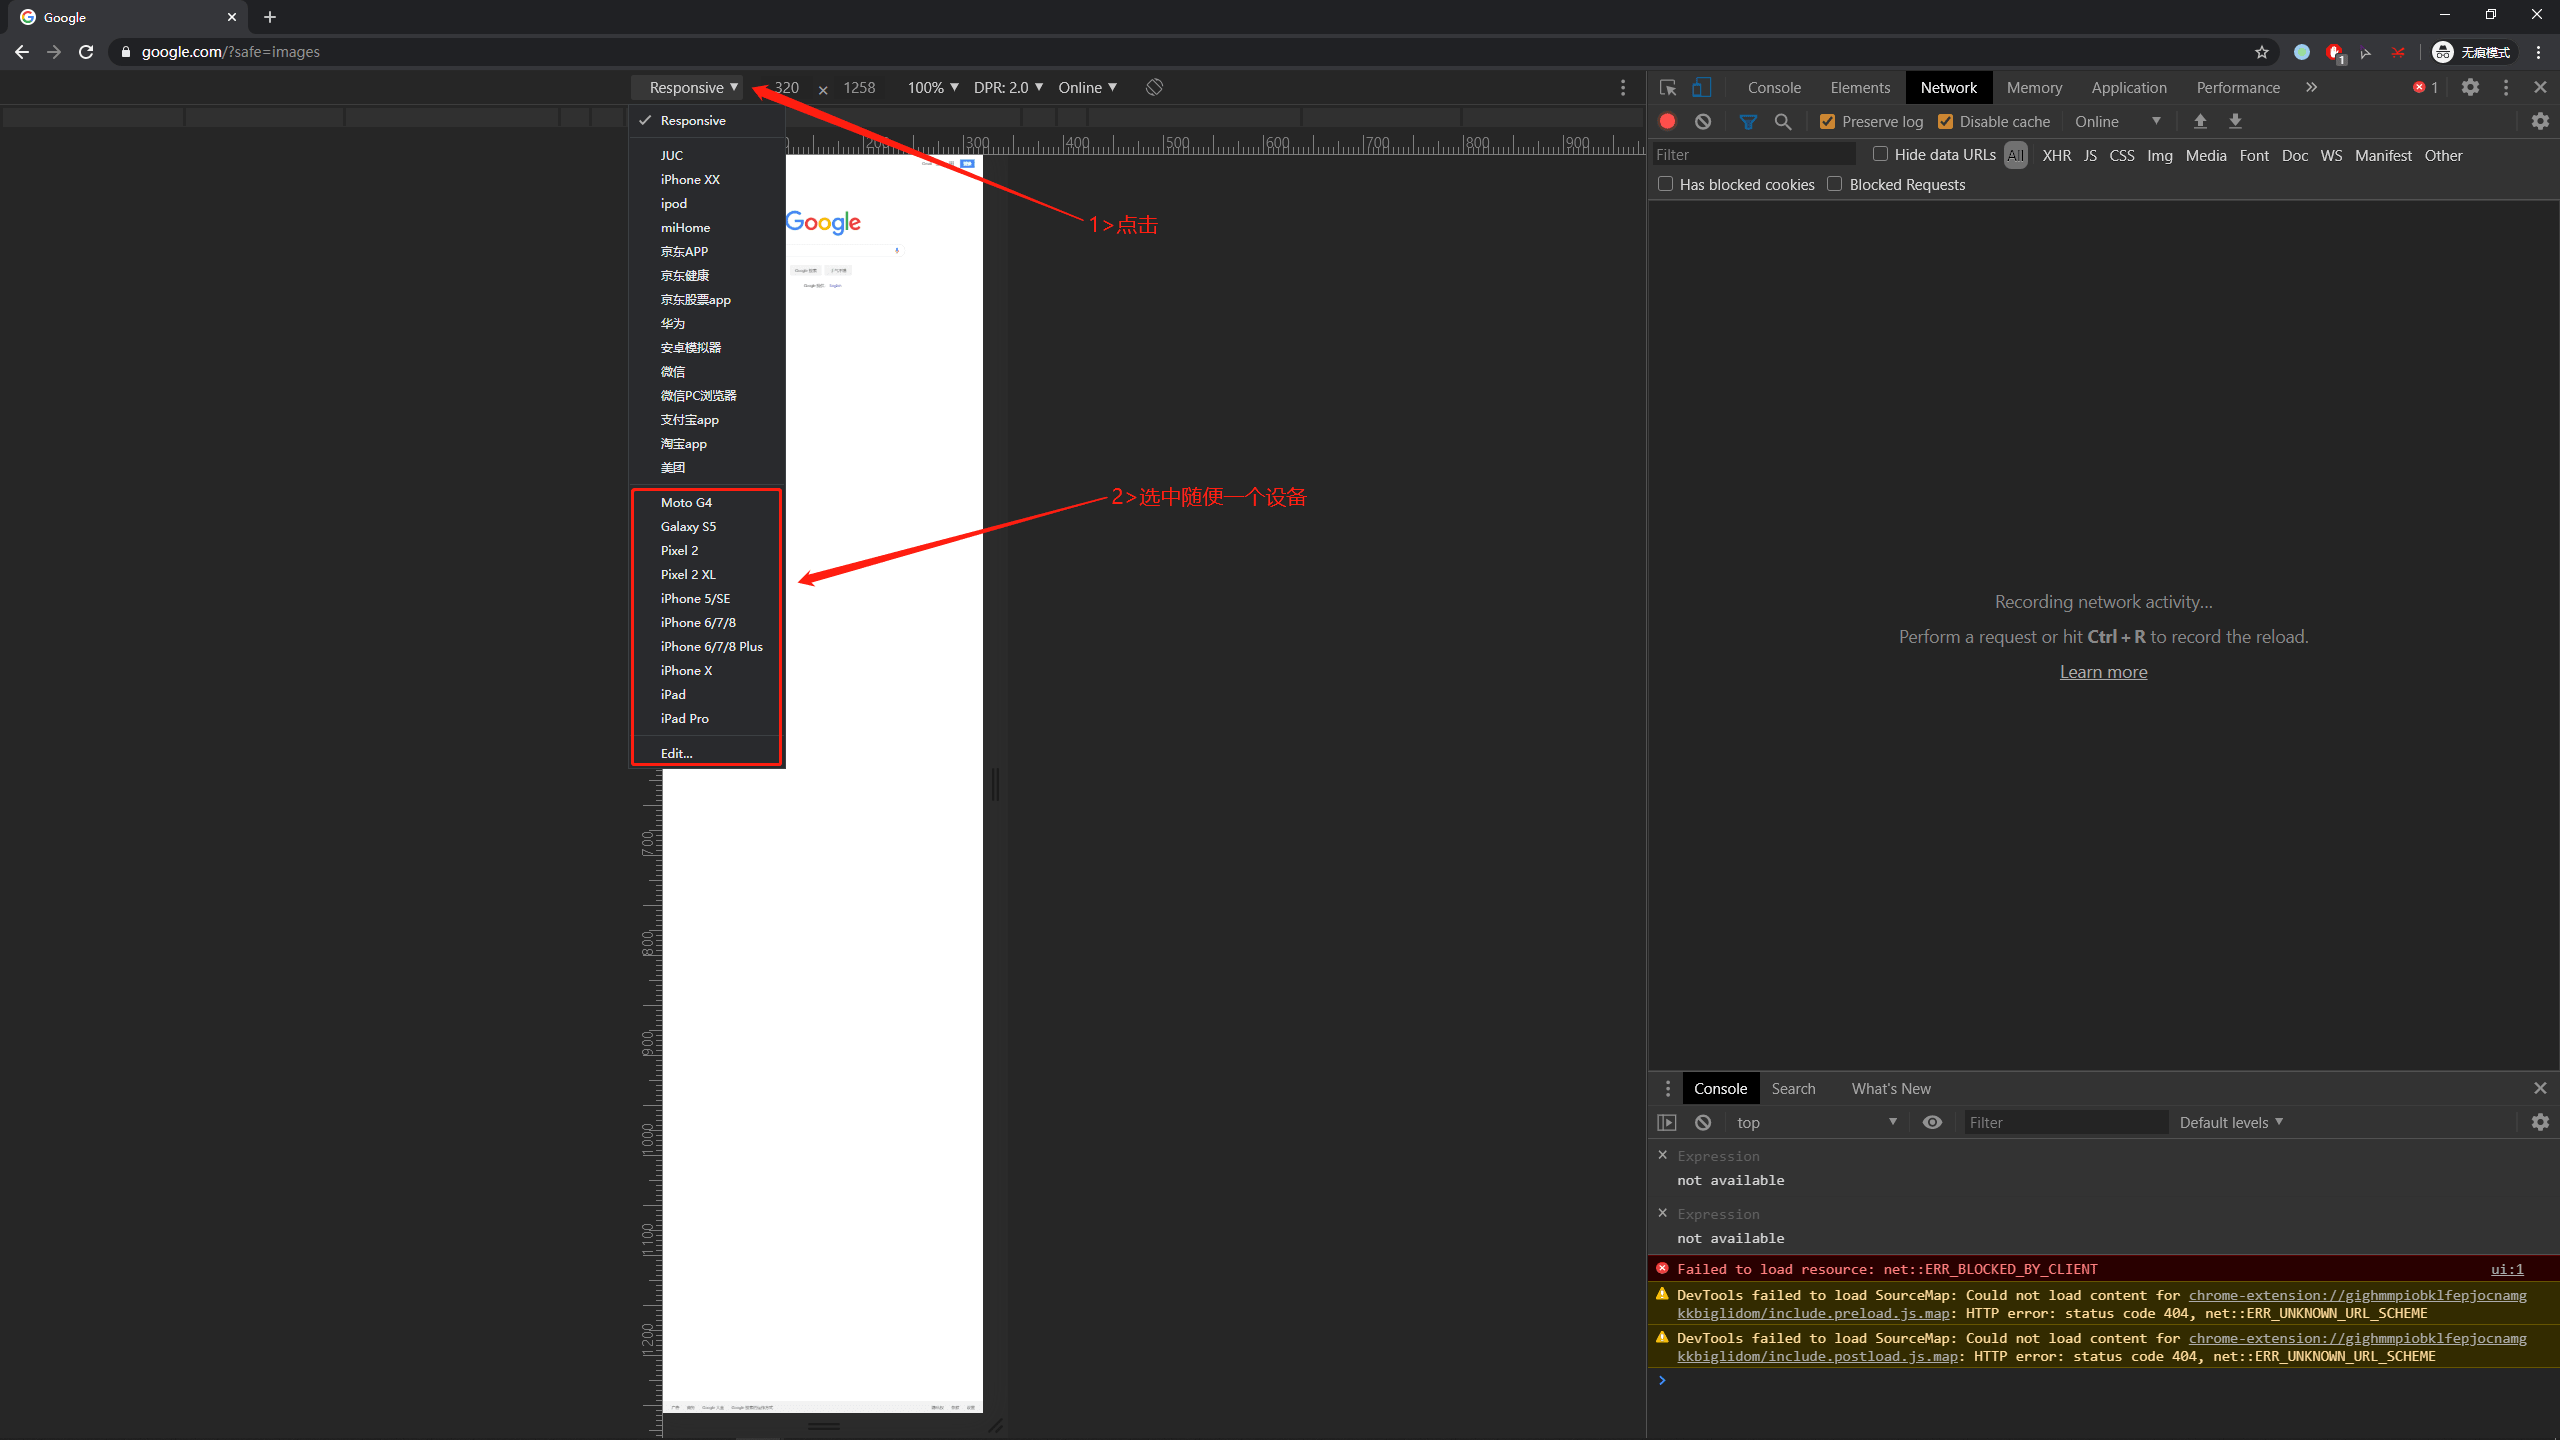 Google
google.com/?safe=images
1
无痕模式
Responsive 320 × 1258 100% DPR: 2.0 Online
Console Elements Network Memory Application Performance » 1
Preserve log Disable cache Online
Filter Hide data URLs All XHR JS CSS Img Media Font Doc WS Manifest Other
Has blocked cookies Blocked Requests
Responsive
JUC
iPhone XX
ipod
miHome
京东APP
京东健康
京东股票app
华为
安卓模拟器
微信
微信PC浏览器
支付宝app
淘宝app
美团
Moto G4
Galaxy S5
Pixel 2
Pixel 2 XL
iPhone 5/SE
iPhone 6/7/8
iPhone 6/7/8 Plus
iPhone X
iPad
iPad Pro
Edit...
200 300 400 500 600 700 800 900
700
800
900
1000
1100
1200
Google
English
1>点击
2>选中随便一个设备
Recording network activity...
Perform a request or hit Ctrl + R to record the reload.
Learn more
Console Search What's New
top Filter Default levels
Expression
not available
Expression
not available
Failed to load resource: net::ERR_BLOCKED_BY_CLIENT ui:1
DevTools failed to load SourceMap: Could not load content for chrome-extension://gighmmpiobklfepjocnamg
kkbiglidom/include.preload.js.map: HTTP error: status code 404, net::ERR_UNKNOWN_URL_SCHEME
DevTools failed to load SourceMap: Could not load content for chrome-extension://gighmmpiobklfepjocnamg
kkbiglidom/include.postload.js.map: HTTP error: status code 404, net::ERR_UNKNOWN_URL_SCHEME